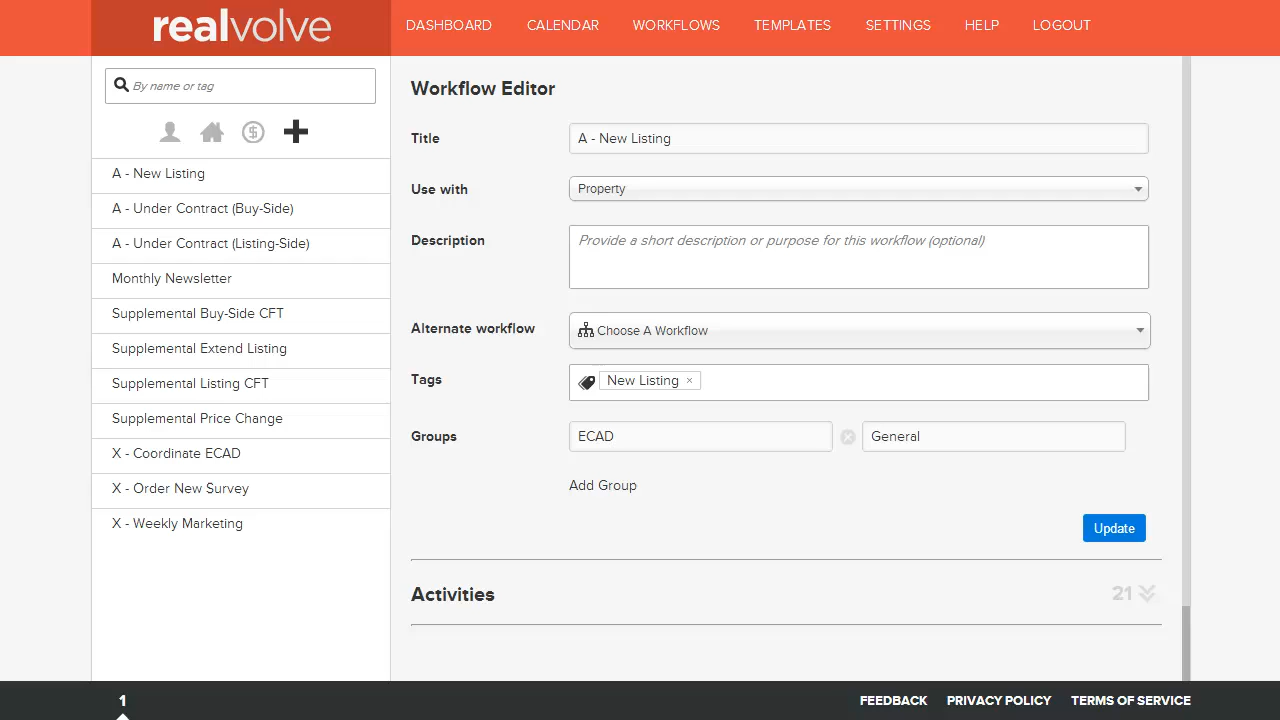 realvolve DASHBOARD CALENDAR WORKFLOWS TEMPLATES SETTINGS HELP LOGOUT
By name or tag
A - New Listing
A - Under Contract (Buy-Side)
A - Under Contract (Listing-Side)
Monthly Newsletter
Supplemental Buy-Side CFT
Supplemental Extend Listing
Supplemental Listing CFT
Supplemental Price Change
X - Coordinate ECAD
X - Order New Survey
X - Weekly Marketing
Workflow Editor
Title A - New Listing
Use with Property
Description Provide a short description or purpose for this workflow (optional)
Alternate workflow Choose A Workflow
Tags New Listing ×
Groups ECAD General
Add Group
Update
Activities 21
1 FEEDBACK PRIVACY POLICY TERMS OF SERVICE